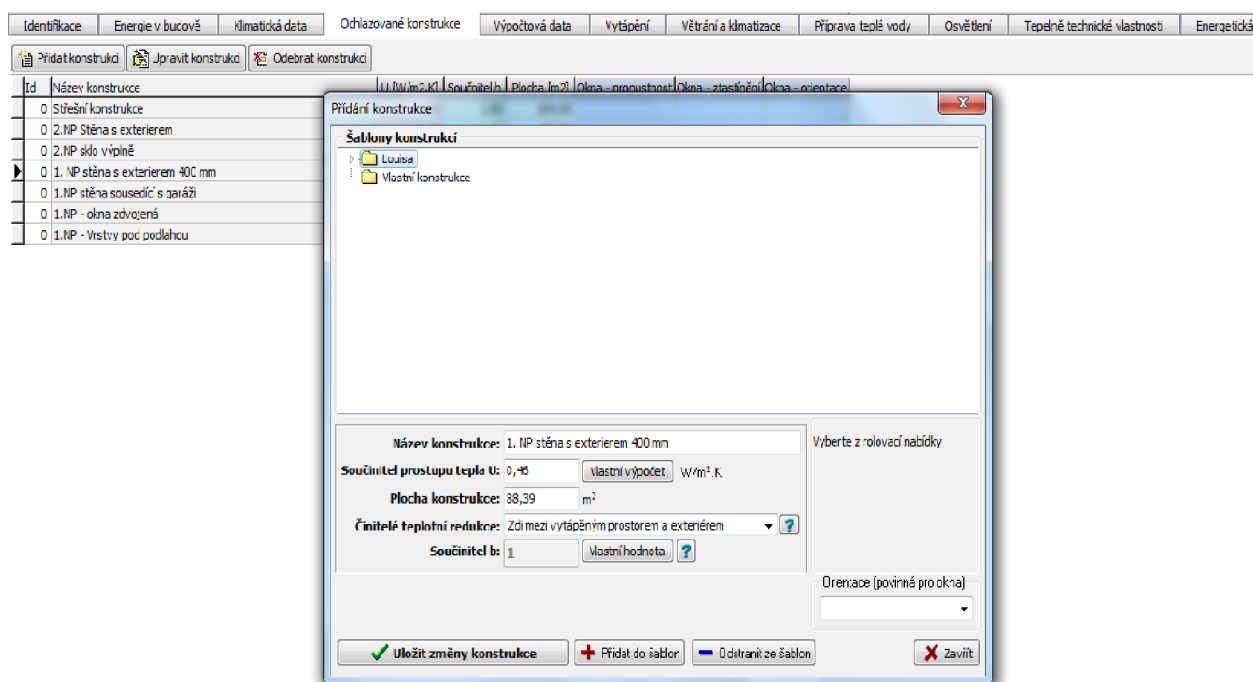 Identifikace Energie v budově Klimatická data Ochlazované konstrukce Výpočtová data Vytápění Větrání a klimatizace Příprava teplé vody Osvětlení Tepelně technické vlastnosti Energetická
Přidat konstrukci Upravit konstrukci Odebrat konstrukci
Id Název konstrukce U [W/m2.K] Součinitel b Plocha [m2] Okna - propustnost Okna - zastínění Okna - orientace
0 Střešní konstrukce
0 2.NP Stěna s exterierem
0 2.NP sklo výplně
0 1. NP stěna s exterierem 400 mm
0 1.NP stěna sousedící s garáži
0 1.NP - okna zdvojená
0 1.NP - Vrstvy pod podlahou
Přidání konstrukce
x
Šablony konstrukcí
Louisa
Vlastní konstrukce
Název konstrukce: 1. NP stěna s exterierem 400 mm
Součinitel prostupu tepla U: 0,46 Vlastní výpočet W/m².K
Plocha konstrukce: 88,39 m²
Činitelé teplotní redukce: Zdi mezi vytápěným prostorem a exteriérem ?
Součinitel b: 1 Vlastní hodnota ?
Vyberte z rolovací nabídky
Orientace (povinná pro okna)
Uložit změny konstrukce Přidat do šablon Odstranit ze šablon Zavřít